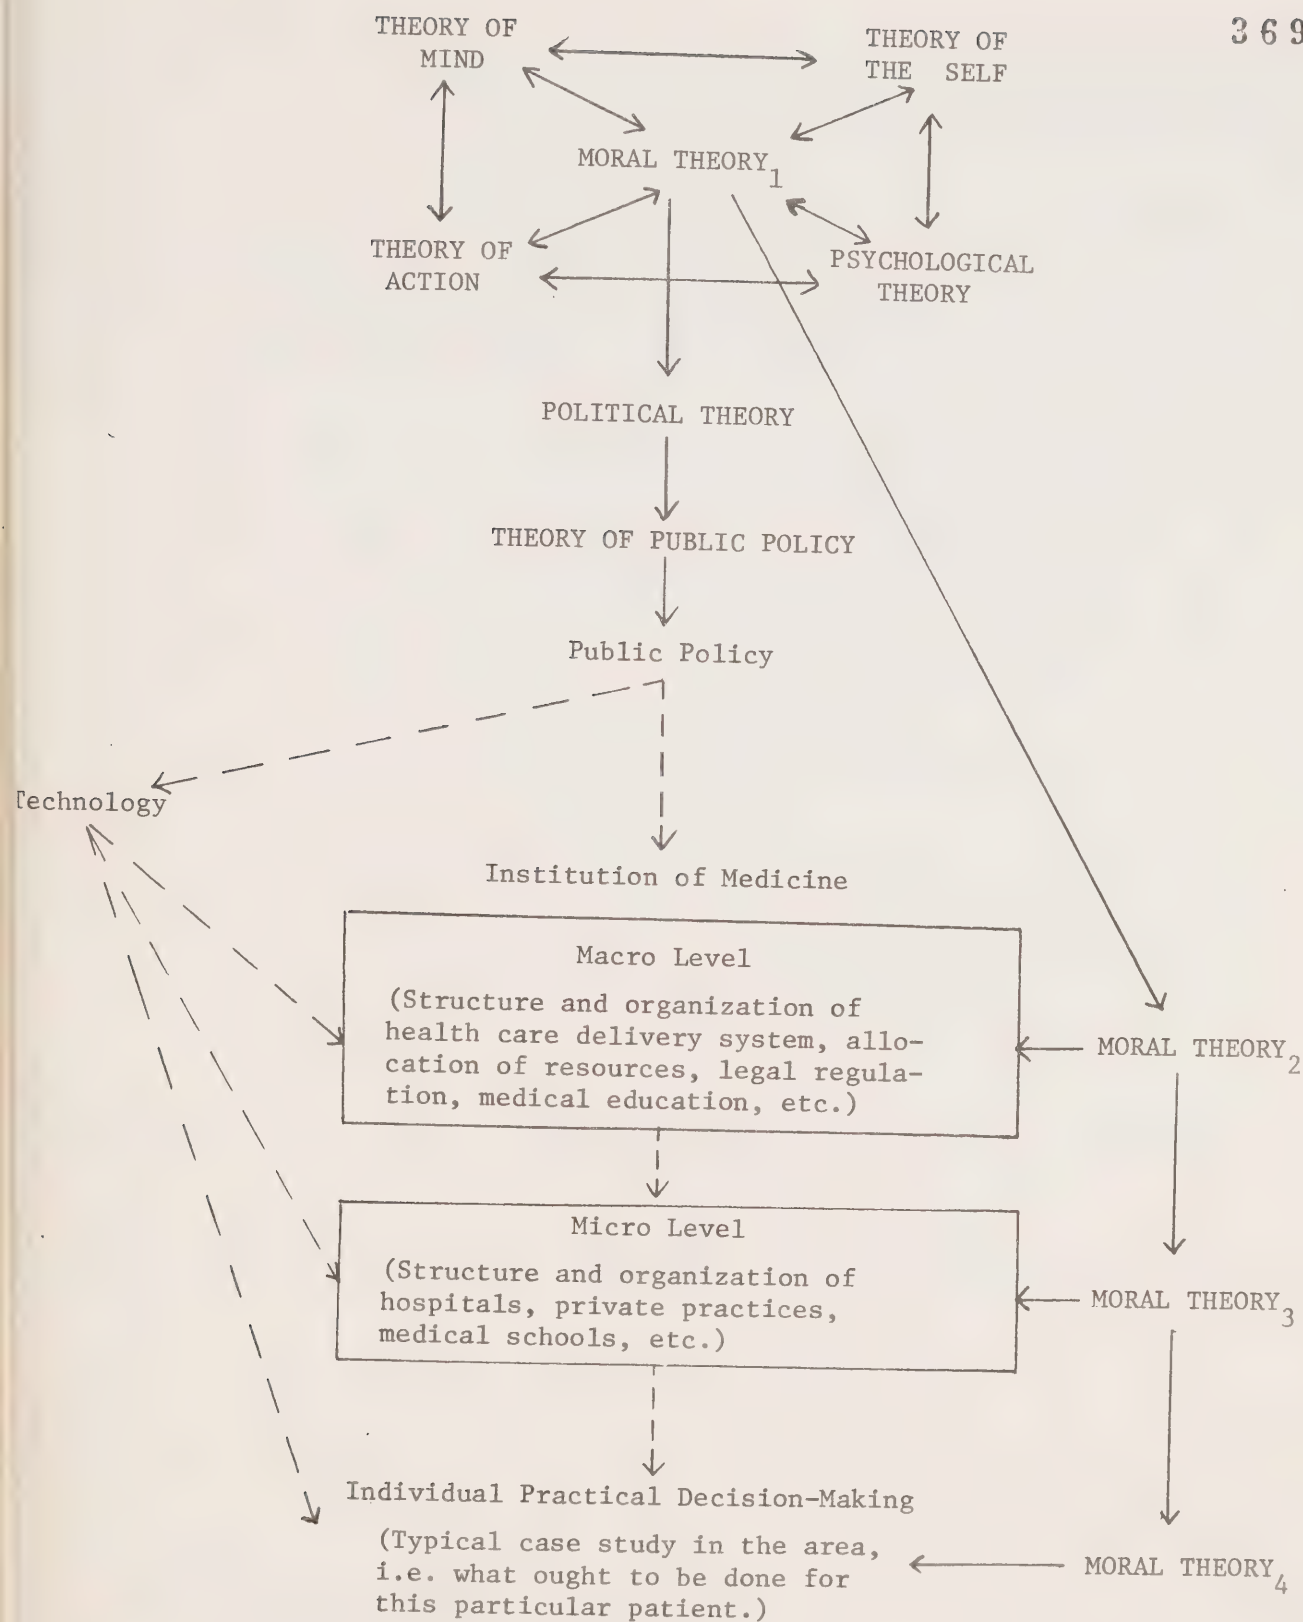 369
THEORY OF
MIND
THEORY OF
THE SELF
MORAL THEORY1
THEORY OF
ACTION
PSYCHOLOGICAL
THEORY
POLITICAL THEORY
THEORY OF PUBLIC POLICY
Public Policy
Technology
Institution of Medicine
Macro Level
(Structure and organization of
health care delivery system, allo-
cation of resources, legal regula-
tion, medical education, etc.)
MORAL THEORY2
Micro Level
(Structure and organization of
hospitals, private practices,
medical schools, etc.)
MORAL THEORY3
Individual Practical Decision-Making
(Typical case study in the area,
i.e. what ought to be done for
this particular patient.)
MORAL THEORY4